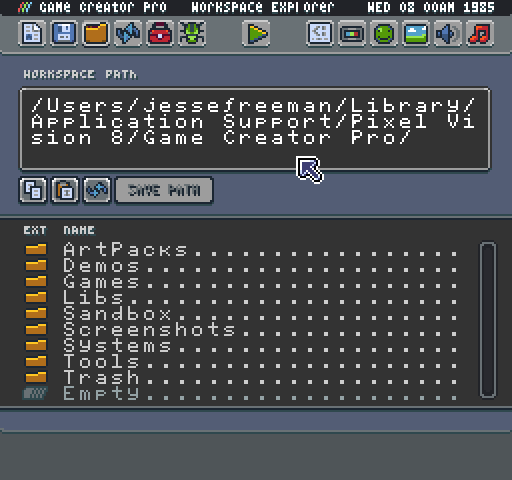 Game Creator Pro Workspace Explorer WED 08 00AM 1985
WORKSPACE PATH
/Users/jessefreeman/Library/
Application Support/Pixel Vi
sion 8/Game Creator Pro/
SAVE PATH
EXT NAME
ArtPacks....................
Demos....................
Games....................
Libs.....................
Sandbox..................
Screenshots..............
Systems..................
Tools....................
Trash....................
Empty....................